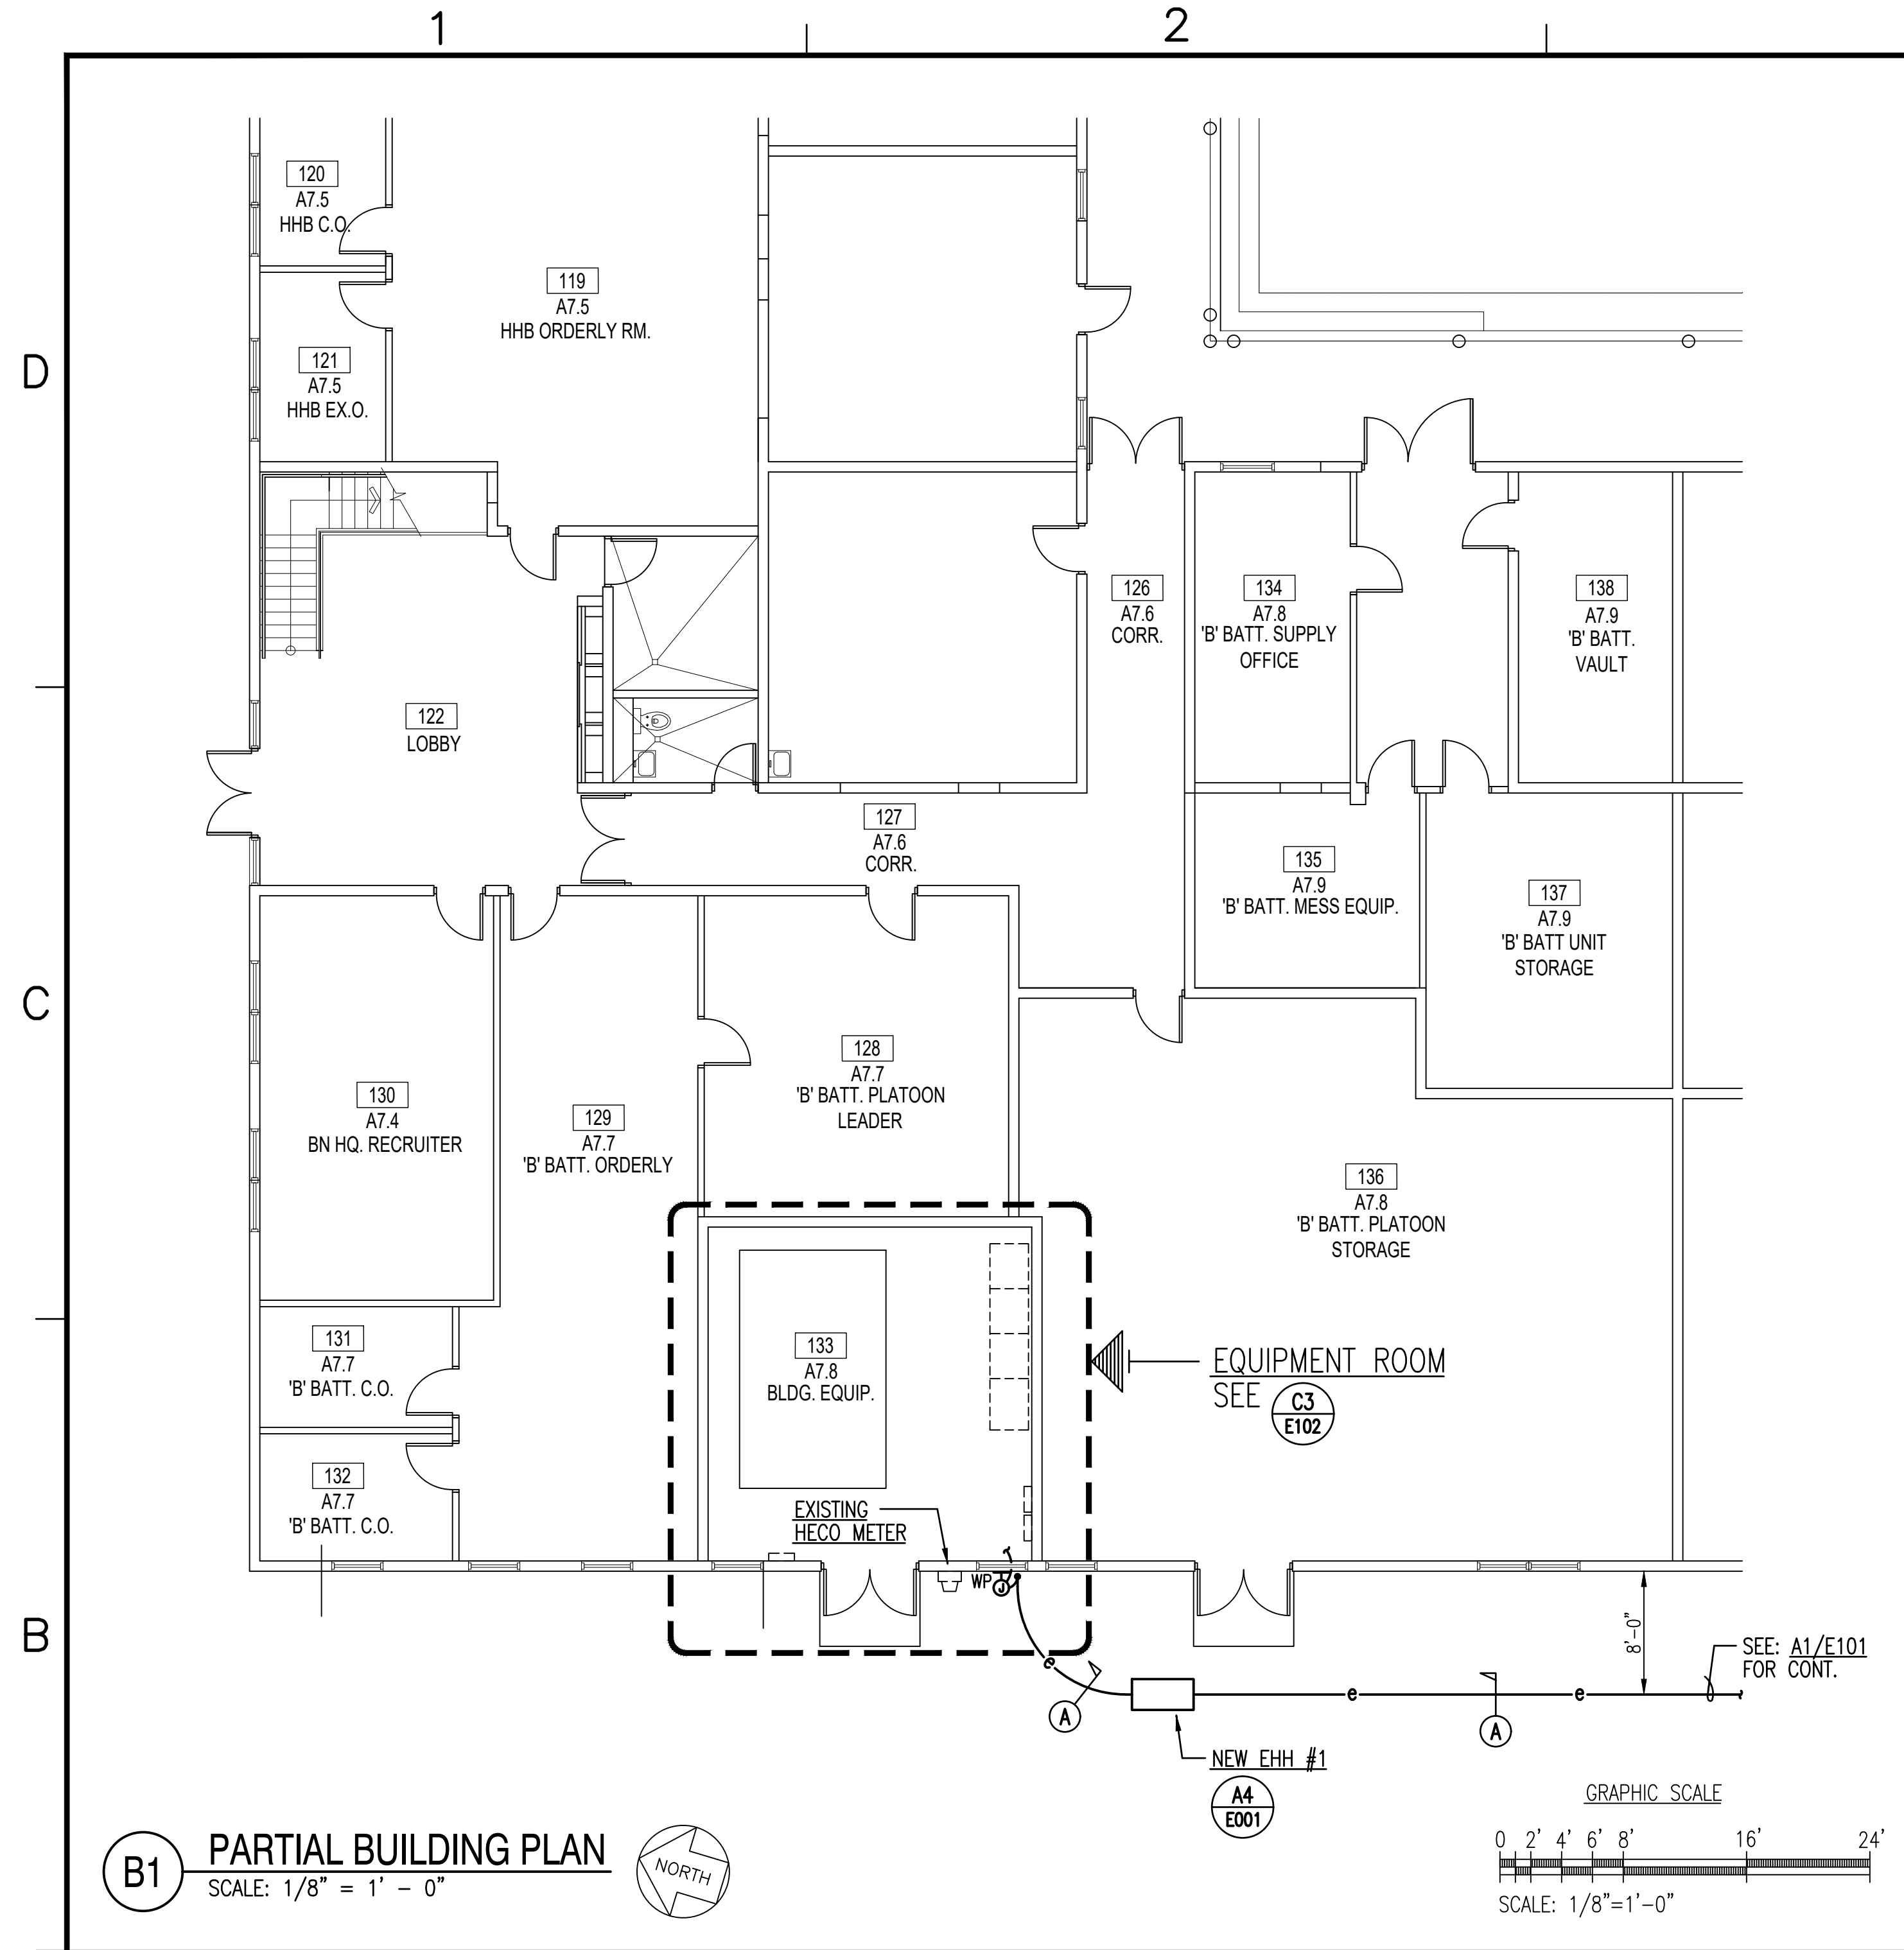 1
2
D
C
B
120
A7.5
HHB C.O.
119
A7.5
HHB ORDERLY RM.
121
A7.5
HHB EX.O.
126
A7.6
CORR.
134
A7.8
'B' BATT. SUPPLY
OFFICE
138
A7.9
'B' BATT.
VAULT
122
LOBBY
127
A7.6
CORR.
135
A7.9
'B' BATT. MESS EQUIP.
137
A7.9
'B' BATT UNIT
STORAGE
130
A7.4
BN HQ. RECRUITER
129
A7.7
'B' BATT. ORDERLY
128
A7.7
'B' BATT. PLATOON
LEADER
136
A7.8
'B' BATT. PLATOON
STORAGE
131
A7.7
'B' BATT. C.O.
133
A7.8
BLDG. EQUIP.
EQUIPMENT ROOM
SEE
C3
E102
132
A7.7
'B' BATT. C.O.
EXISTING
HECO METER
WP
J
8'-0"
SEE: A1/E101
FOR CONT.
e
e
e
A
A
NEW EHH #1
A4
E001
B1
PARTIAL BUILDING PLAN
SCALE: 1/8" = 1' - 0"
NORTH
GRAPHIC SCALE
0 2' 4' 6' 8' 16' 24'
SCALE: 1/8"=1'-0"